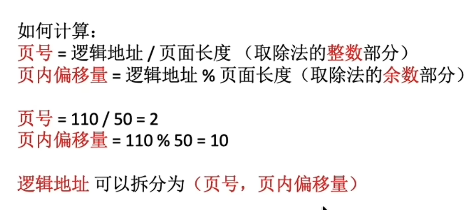 如何计算：
页号 = 逻辑地址 / 页面长度 （取除法的整数部分）
页内偏移量 = 逻辑地址 % 页面长度（取除法的余数部分）
页号 = 110 / 50 = 2
页内偏移量 = 110 % 50 = 10
逻辑地址 可以拆分为（页号，页内偏移量）